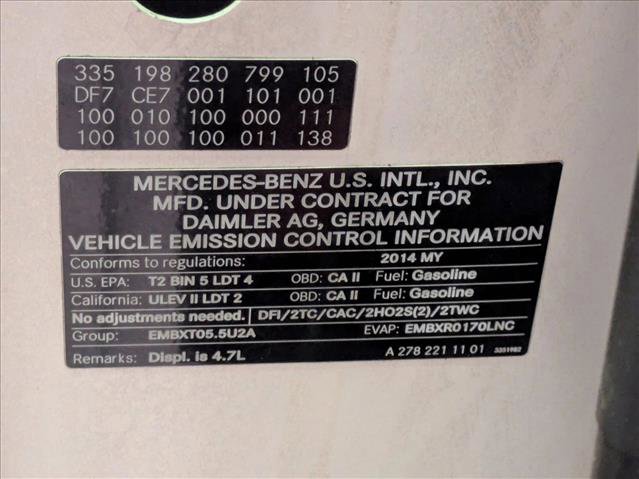 335 198 280 799 105
DF7 CE7 001 101 001
100 010 100 000 111
100 100 100 011 138
MERCEDES-BENZ U.S. INTL., INC.
MFD. UNDER CONTRACT FOR
DAIMLER AG, GERMANY
VEHICLE EMISSION CONTROL INFORMATION
Conforms to regulations: 2014 MY
U.S. EPA: T2 BIN 5 LDT 4 OBD: CA II Fuel: Gasoline
California: ULEV II LDT 2 OBD: CA II Fuel: Gasoline
No adjustments needed. DFI/2TC/CAC/2HO2S(2)/2TWC
Group: EMBXT05.5U2A EVAP: EMBXR0170LNC
Remarks: Displ. is 4.7L A 278 221 11 01 3351982